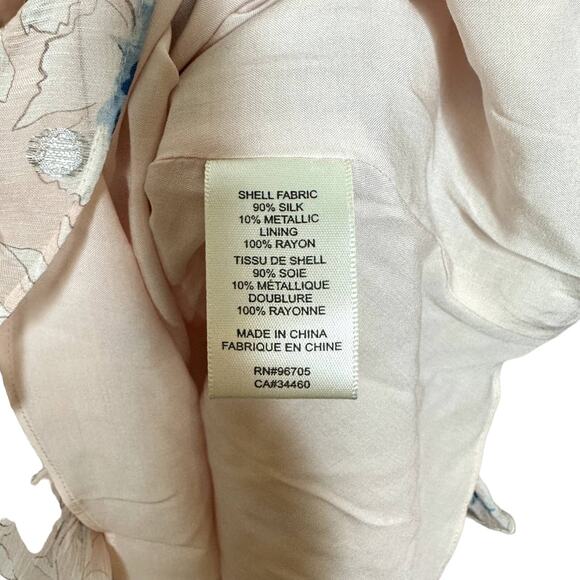 SHELL FABRIC
90% SILK
10% METALLIC
LINING
100% RAYON
TISSU DE SHELL
90% SOIE
10% MÉTALLIQUE
DOUBLURE
100% RAYONNE
MADE IN CHINA
FABRIQUE EN CHINE
RN#96705
CA#34460